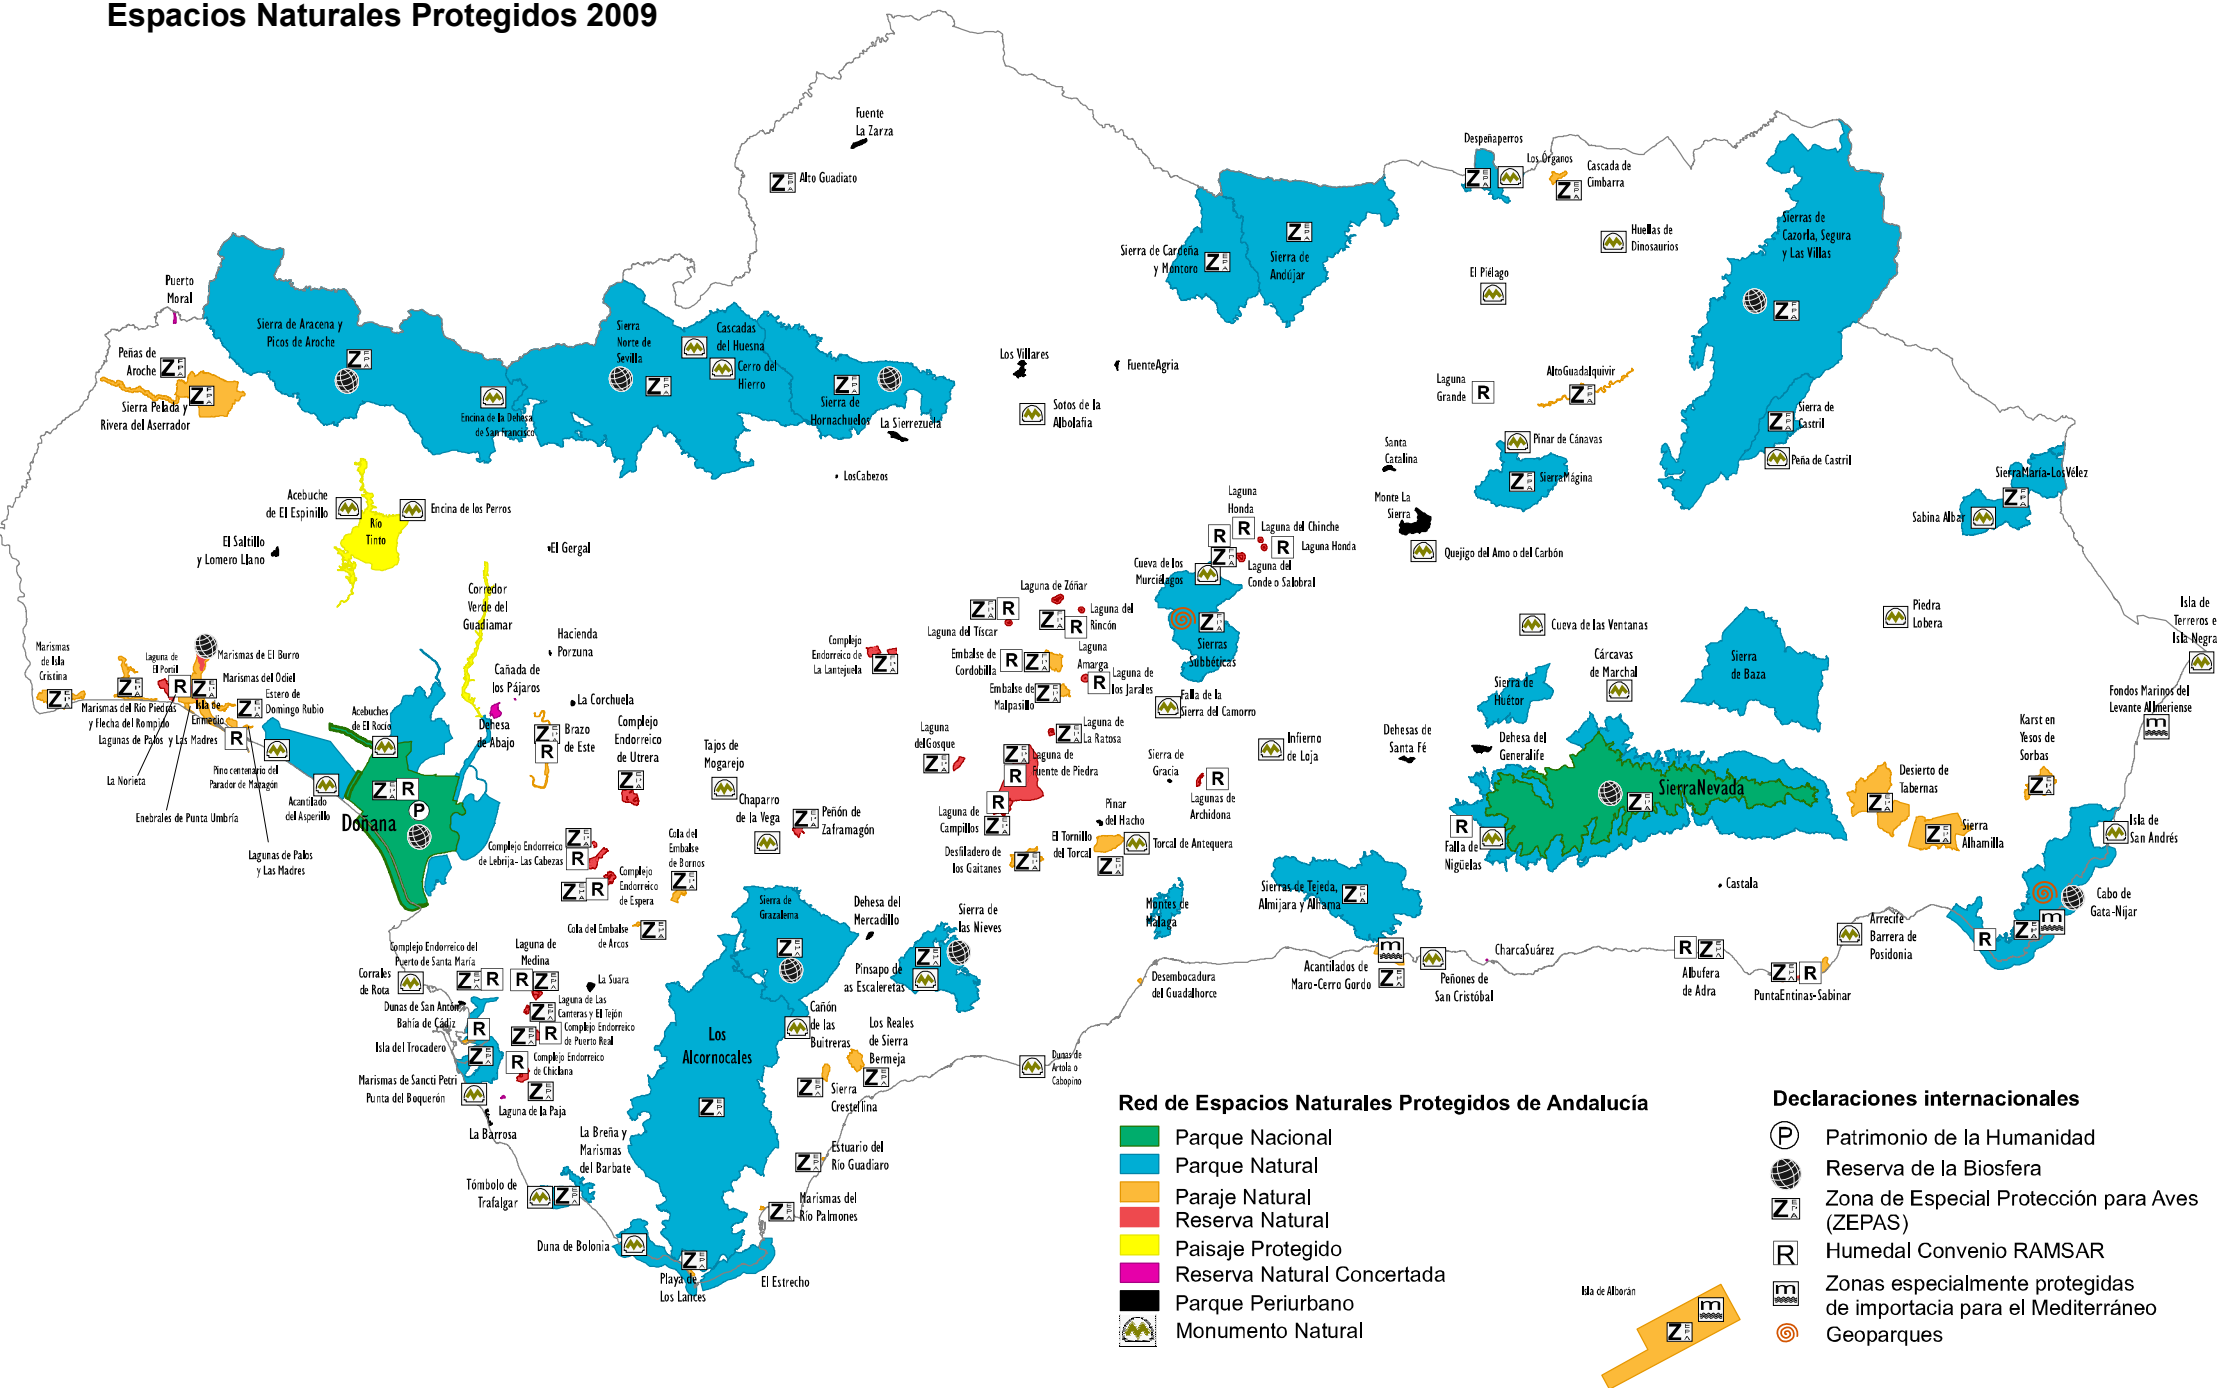 Espacios Naturales Protegidos 2009
Fuente
La Zarza
Alto Guadiato
Despeñaperros
Los Órganos
Cascada de
Cimbarra
Huellas de
Dinosaurios
Sierras de
Cazorla, Segura
y Las Villas
Sierra de Cardeña
y Montoro
Sierra de
Andújar
El Piélago
Puerto
Moral
Peñas de
Aroche
Sierra Pelada y
Rivera del Aserrador
Sierra de Aracena y
Picos de Aroche
Encina de la Dehesa
de San Francisco
Sierra
Norte de
Sevilla
Cascadas
del Huesna
Cerro del
Hierro
Sierra de
Hornachuelos
La Sierrezuela
LosCabezos
Los Villares
FuenteAgria
Sotos de la
Albolafia
Laguna
Grande
AltoGuadalquivir
Sierra de
Castril
Peña de Castril
Santa
Catalina
Pinar de Cánavas
SierraMágina
Monte La
Sierra
Quejigo del Amo o del Carbón
SierraMaría-LosVélez
Sabina Albar
Acebuche
de El Espinillo
Río
Tinto
Encina de los Perros
El Saltillo
y Lomero Llano
El Gergal
Corredor
Verde del
Guadiamar
Hacienda
Porzuna
Cañada de
los Pájaros
La Corchuela
Dehesa
de Abajo
Brazo
de Este
Complejo
Endorreico
de Utrera
Laguna
Honda
Laguna del Chinche
Laguna Honda
Laguna del
Conde o Salobral
Cueva de los
Murciélagos
Sierras
Subbéticas
Laguna de Zóñar
Laguna del
Rincón
Laguna del Tíscar
Embalse de
Cordobilla
Laguna
Amarga
Laguna de
los Jarales
Embalse de
Malpasillo
Falla de la
Sierra del Camorro
Complejo
Endorreico de
La Lantejuela
Laguna
delGosque
Laguna de
La Ratosa
Laguna de
Fuente de Piedra
Sierra de
Gracia
Lagunas de
Archidona
Infierno
de Loja
Laguna de
Campillos
Pinar
del Hacho
El Tornillo
del Torcal
Torcal de Antequera
Desfiladero de
los Gaitanes
Cueva de las Ventanas
Piedra
Lobera
Cárcavas
de Marchal
Sierra
de Baza
Sierra de
Huétor
Dehesas de
Santa Fé
Dehesa del
Generalife
SierraNevada
Falla de
Nigüelas
Isla de
Terreros e
Isla Negra
Fondos Marinos del
Levante Almeriense
Karst en
Yesos de
Sorbas
Desierto de
Tabernas
Sierra
Alhamilla
Isla de
San Andrés
Cabo de
Gata-Níjar
Castala
Arrecife
Barrera de
Posidonia
Albufera
de Adra
PuntaEntinas-Sabinar
CharcaSuárez
Peñones de
San Cristóbal
Acantilados de
Maro-Cerro Gordo
Sierras de Tejeda,
Almijara y Alhama
Montes de
Málaga
Desembocadura
del Guadalhorce
Dunas de
Artola o
Cabopino
Marismas
de Isla
Cristina
Laguna de
El Portil
Marismas de El Burro
Marismas del Odiel
Estero de
Domingo Rubio
Isla de
Enmedio
Marismas del Río Piedras
y Flecha del Rompido
Lagunas de Palos y Las Madres
La Norieta
Enebrales de Punta Umbría
Lagunas de Palos
y Las Madres
Pino centenario del
Parador de Mazagón
Acantilado
del Asperillo
Acebuches
de El Rocío
Doñana
P
Tajos de
Mogarejo
Chaparro
de la Vega
Peñón de
Zaframagón
Complejo Endorreico
de Lebrija- Las Cabezas
Complejo
Endorreico
de Espera
Cola del
Embalse
de Bornos
Cola del Embalse
de Arcos
Sierra de
Grazalema
Dehesa del
Mercadillo
Sierra de
las Nieves
Pinsapo de
as Escaleretas
Cañón
de las
Buitreras
Los Reales
de Sierra
Bermeja
Sierra
Crestellina
Los
Alcornocales
Estuario del
Río Guadiaro
Marismas del
Río Palmones
El Estrecho
Playa de
Los Lances
Duna de Bolonia
Tómbolo de
Trafalgar
La Breña y
Marismas
del Barbate
La Barrosa
Laguna de la Paja
Marismas de Sancti Petri
Punta del Boquerón
Isla del Trocadero
Bahía de Cádiz
Dunas de San Antón
Corrales
de Rota
Complejo Endorreico del
Puerto de Santa María
Laguna de
Medina
La Suara
Laguna de Las
Canteras y El Tejón
Complejo Endorreico
de Puerto Real
Complejo Endorreico
de Chiclana
Isla de Alborán
Red de Espacios Naturales Protegidos de Andalucía
Parque Nacional
Parque Natural
Paraje Natural
Reserva Natural
Paisaje Protegido
Reserva Natural Concertada
Parque Periurbano
Monumento Natural
Declaraciones internacionales
P Patrimonio de la Humanidad
Reserva de la Biosfera
ZEPA Zona de Especial Protección para Aves
(ZEPAS)
R Humedal Convenio RAMSAR
m Zonas especialmente protegidas
de importacia para el Mediterráneo
Geoparques